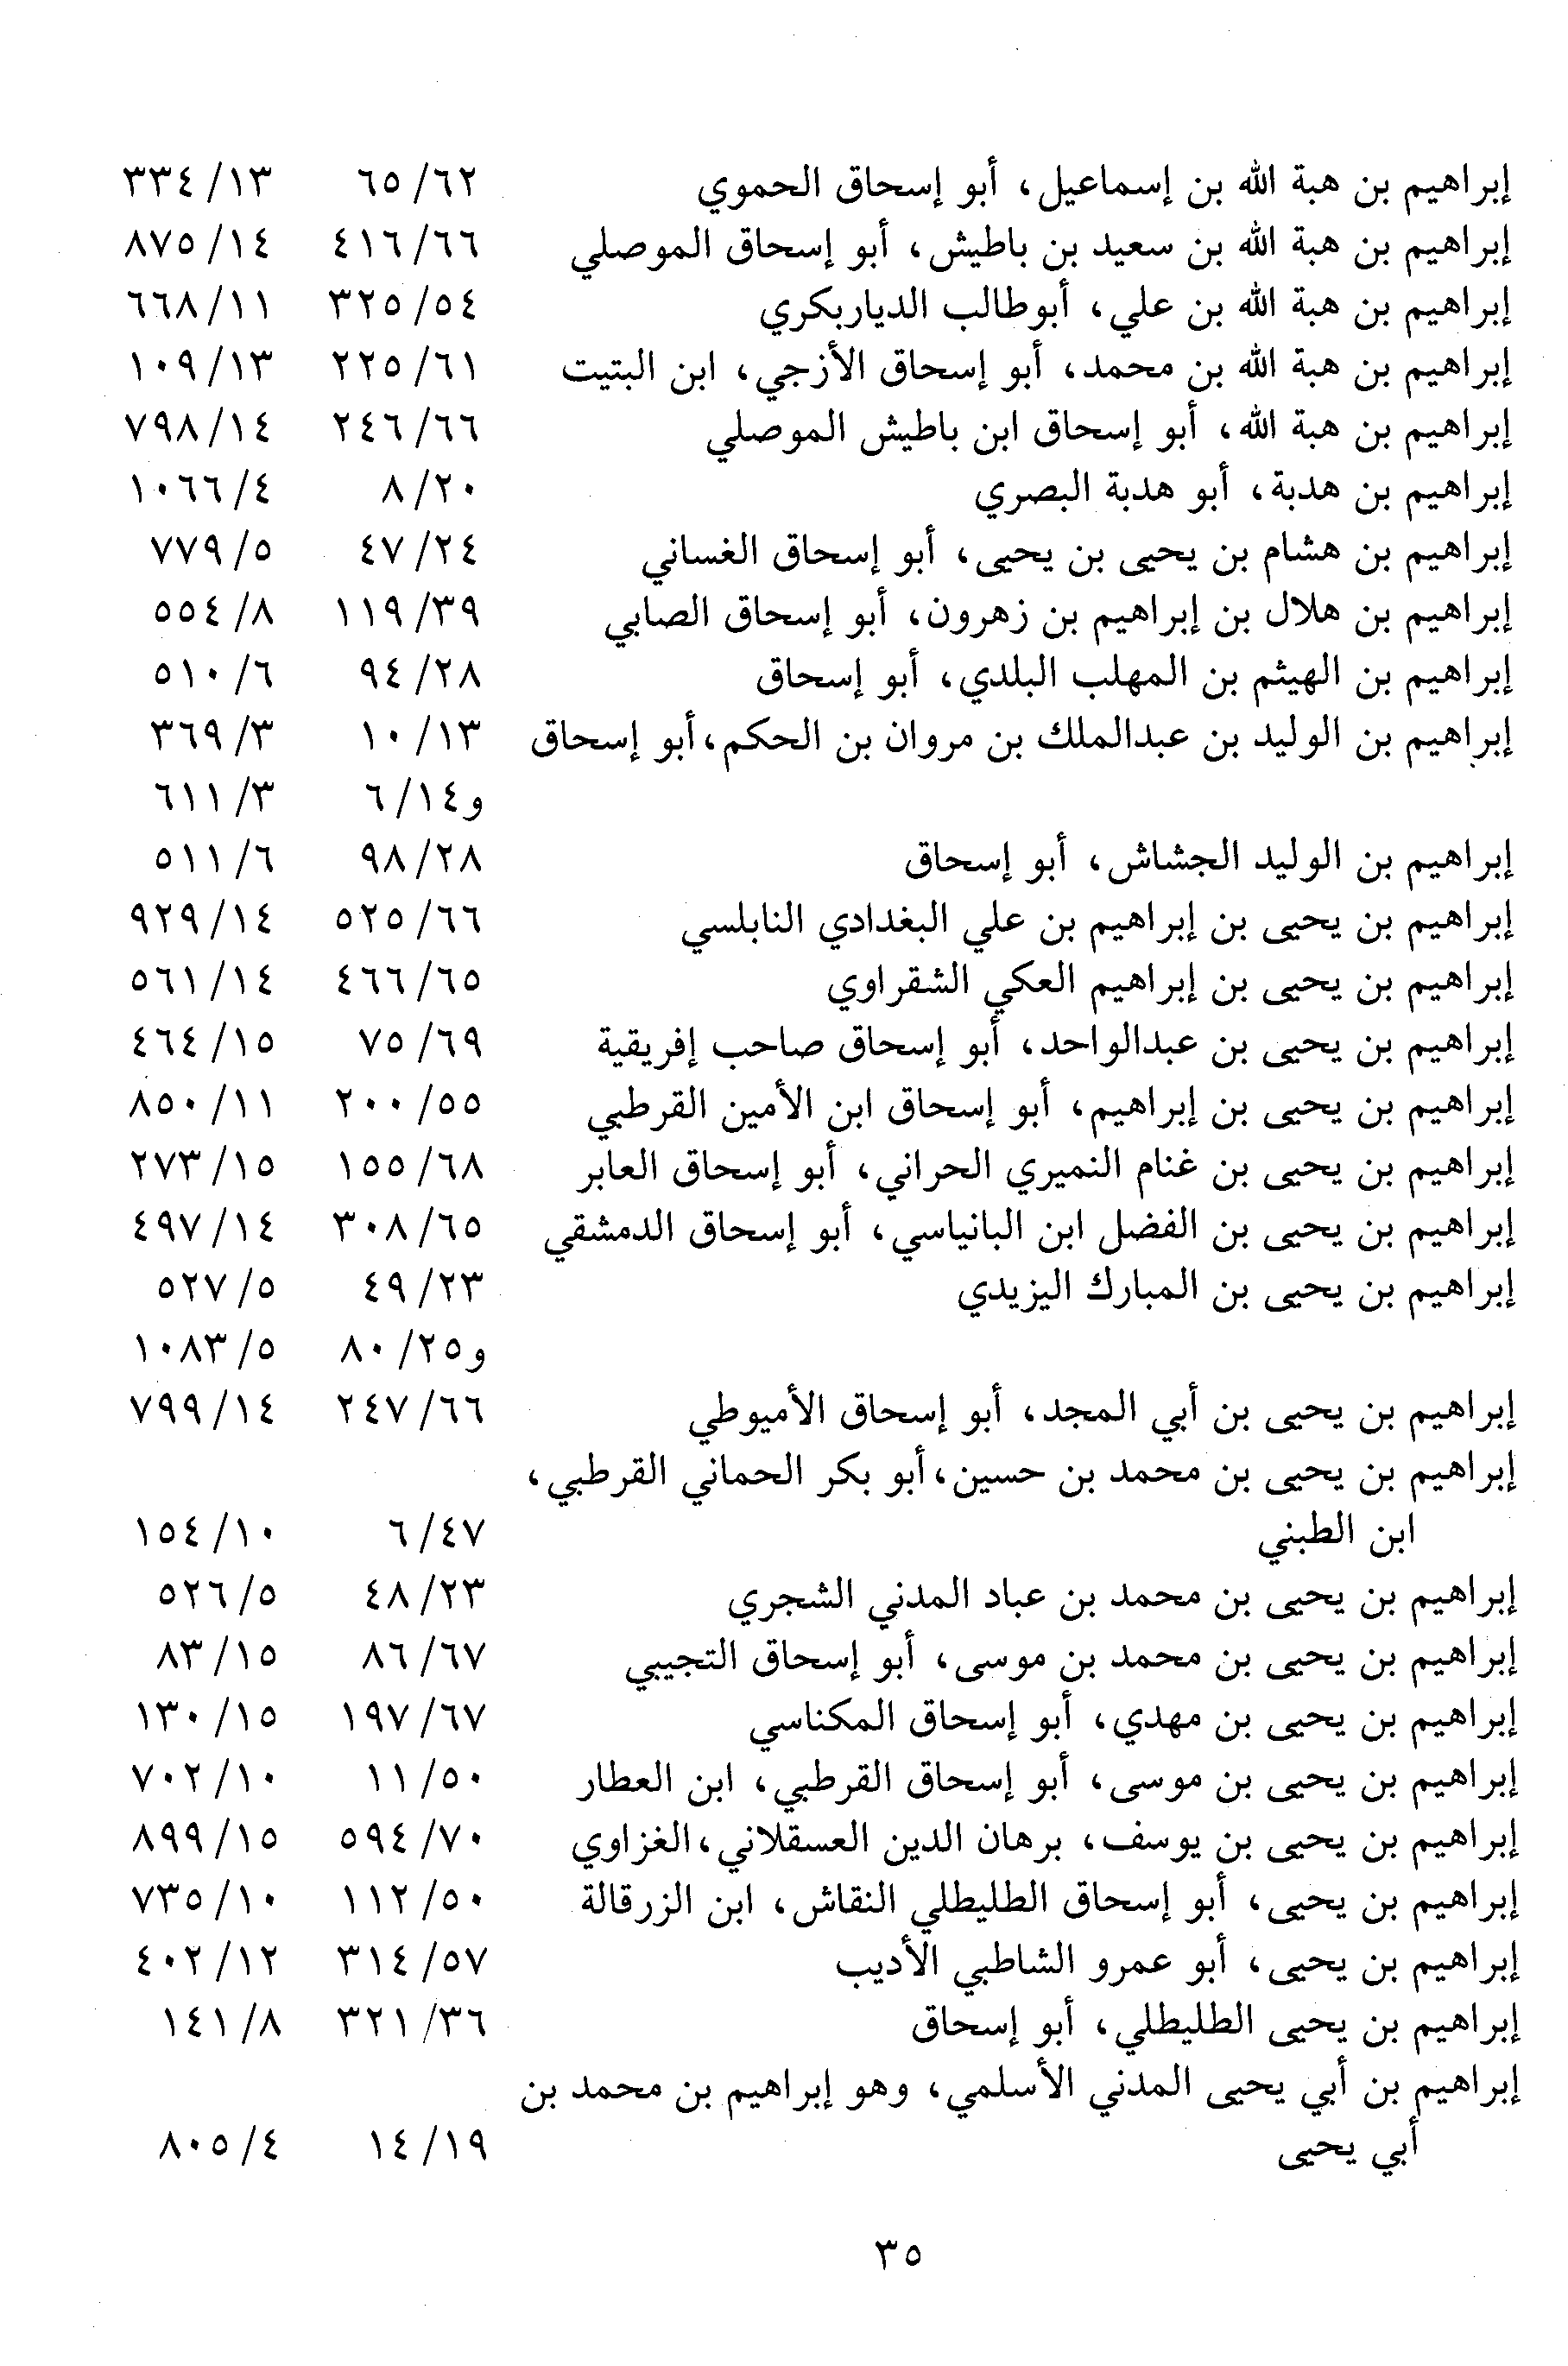 إبراهيم بن هبة الله بن إسماعيل، أبو إسحاق الحموي ٦٢/ ٦٥ ١٣/ ٣٣٤
إبراهيم بن هبة الله بن سعيد بن باطيش، أبو إسحاق الموصلي ٦٦/ ٤١٦ ١٤/ ٨٧٥
إبراهيم بن هبة الله بن علي، أبوطالب الدياربكري ٥٤/ ٣٢٥ ١١/ ٦٦٨
إبراهيم بن هبة الله بن محمد، أبو إسحاق الأزجي، ابن البتيت ٦١/ ٢٢٥ ١٣/ ١٠٩
إبراهيم بن هبة الله، أبو إسحاق ابن باطيش الموصلي ٦٦/ ٢٤٦ ١٤/ ٧٩٨
إبراهيم بن هدبة، أبو هدبة البصري ٢٠/ ٨ ٤/ ١٠٦٦
إبراهيم بن هشام بن يحيى بن يحيى، أبو إسحاق الغساني ٢٤/ ٤٧ ٥/ ٧٧٩
إبراهيم بن هلال بن إبراهيم بن زهرون، أبو إسحاق الصابي ٣٩/ ١١٩ ٨/ ٥٥٤
إبراهيم بن الهيثم بن المهلب البلدي، أبو إسحاق ٢٨/ ٩٤ ٦/ ٥١٠
إبراهيم بن الوليد بن عبدالملك بن مروان بن الحكم، أبو إسحاق ١٣/ ١٠ ٣/ ٣٦٩
و١٤/ ٦ ٣/ ٦١١
إبراهيم بن الوليد الجشاش، أبو إسحاق ٢٨/ ٩٨ ٦/ ٥١١
إبراهيم بن يحيى بن إبراهيم بن علي البغدادي النابلسي ٦٦/ ٥٢٥ ١٤/ ٩٢٩
إبراهيم بن يحيى بن إبراهيم العكي الشقراوي ٦٥/ ٤٦٦ ١٤/ ٥٦١
إبراهيم بن يحيى بن عبدالواحد، أبو إسحاق صاحب إفريقية ٦٩/ ٧٥ ١٥/ ٤٦٤
إبراهيم بن يحيى بن إبراهيم، أبو إسحاق ابن الأمين القرطبي ٥٥/ ٢٠٠ ١١/ ٨٥٠
إبراهيم بن يحيى بن غنام النميري الحراني، أبو إسحاق العابر ٦٨/ ١٥٥ ١٥/ ٢٧٣
إبراهيم بن يحيى بن الفضل ابن البانياسي، أبو إسحاق الدمشقي ٦٥/ ٣٠٨ ١٤/ ٤٩٧
إبراهيم بن يحيى بن المبارك اليزيدي ٢٣/ ٤٩ ٥/ ٥٢٧
و٢٥/ ٨٠ ٥/ ١٠٨٣
إبراهيم بن يحيى بن أبي المجد، أبو إسحاق الأميوطي ٦٦/ ٢٤٧ ١٤/ ٧٩٩
إبراهيم بن يحيى بن محمد بن حسين، أبو بكر الحماني القرطبي،
ابن الطبني ٤٧/ ٦ ١٠/ ١٥٤
إبراهيم بن يحيى بن محمد بن عباد المدني الشجري ٢٣/ ٤٨ ٥/ ٥٢٦
إبراهيم بن يحيى بن محمد بن موسى، أبو إسحاق التجيبي ٦٧/ ٨٦ ١٥/ ٨٣
إبراهيم بن يحيى بن مهدي، أبو إسحاق المكناسي ٦٧/ ١٩٧ ١٥/ ١٣٠
إبراهيم بن يحيى بن موسى، أبو إسحاق القرطبي، ابن العطار ٥٠/ ١١ ١٠/ ٧٠٢
إبراهيم بن يحيى بن يوسف، برهان الدين العسقلاني، الغزاوي ٧٠/ ٥٩٤ ١٥/ ٨٩٩
إبراهيم بن يحيى، أبو إسحاق الطليطلي النقاش، ابن الزرقالة ٥٠/ ١١٢ ١٠/ ٧٣٥
إبراهيم بن يحيى، أبو عمرو الشاطبي الأديب ٥٧/ ٣١٤ ١٢/ ٤٠٢
إبراهيم بن يحيى الطليطلي، أبو إسحاق ٣٦/ ٣٢١ ٨/ ١٤١
إبراهيم بن أبي يحيى المدني الأسلمي، وهو إبراهيم بن محمد بن
أبي يحيى ١٩/ ١٤ ٤/ ٨٠٥
٣٥